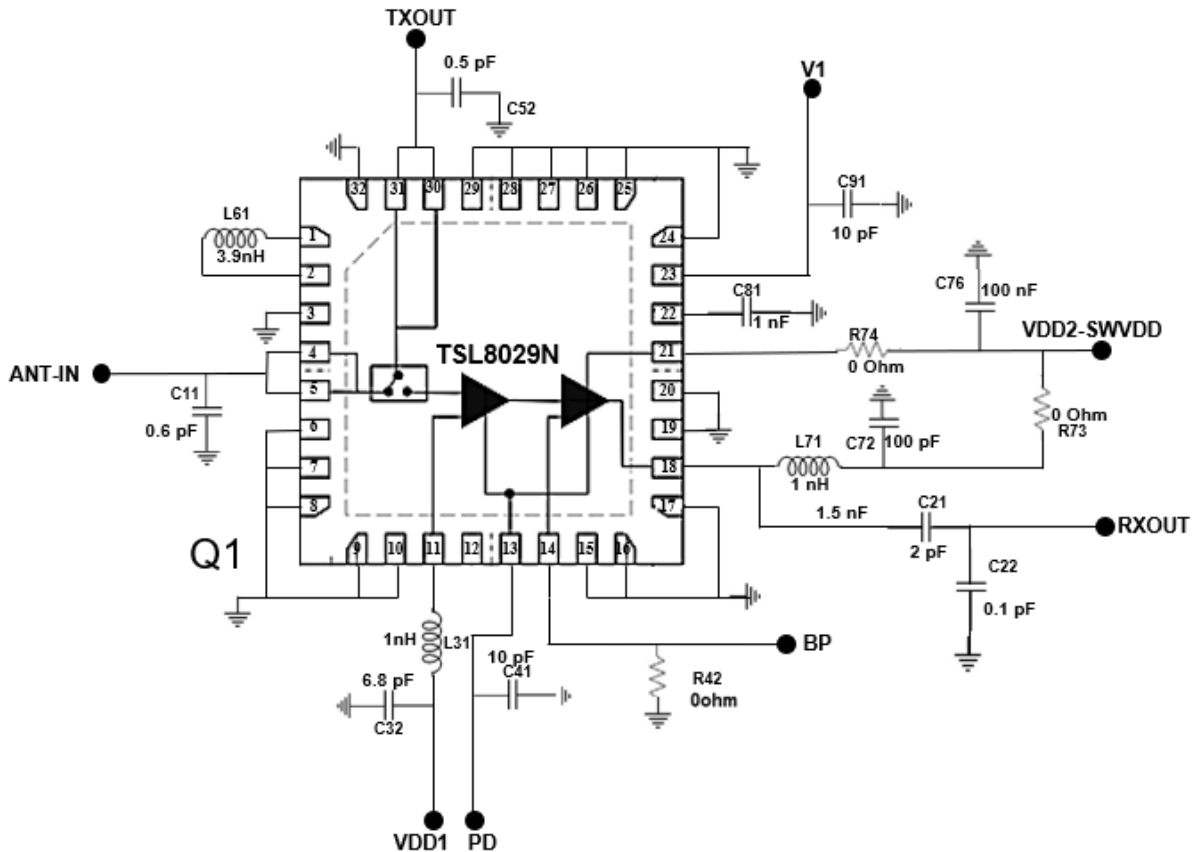 TXOUT
0.5 pF
C52
V1
32
31
30
29
28
27
26
25
C91
10 pF
L61
3.9nH
1
2
3
4
5
6
7
8
24
23
22
21
20
19
18
17
C81
1 nF
C76
100 nF
VDD2-SWVDD
R74
0 Ohm
0 Ohm
R73
TSL8029N
ANT-IN
C11
0.6 pF
C72
100 pF
L71
1 nH
1.5 nF
C21
2 pF
RXOUT
C22
0.1 pF
Q1
9
10
11
12
13
14
15
16
1nH
L31
6.8 pF
C32
10 pF
C41
BP
R42
0ohm
VDD1
PD